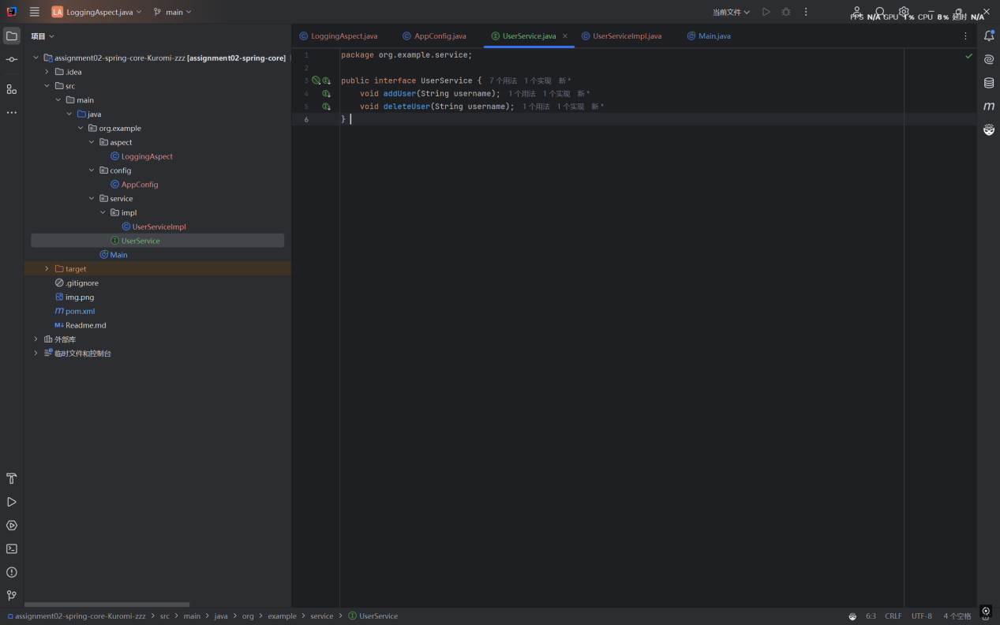 LA LoggingAspect.java main 当前文件
FPS N/A GPU 1% CPU 8% 延时 N/A
项目
LoggingAspect.java AppConfig.java UserService.java UserServiceImpl.java Main.java
assignment02-spring-core-Kuromi-zzz [assignment02-spring-core]
.idea
src
main
java
org.example
aspect
LoggingAspect
config
AppConfig
service
impl
UserServiceImpl
UserService
Main
target
.gitignore
img.png
pom.xml
Readme.md
外部库
临时文件和控制台
1 package org.example.service;
2
3 public interface UserService { 7 个用法 1 个实现 新 *
4 void addUser(String username); 1 个用法 1 个实现 新 *
5 void deleteUser(String username); 1 个用法 1 个实现 新 *
6 }
assignment02-spring-core-Kuromi-zzz > src > main > java > org > example > service > UserService 6:3 CRLF UTF-8 4 个空格